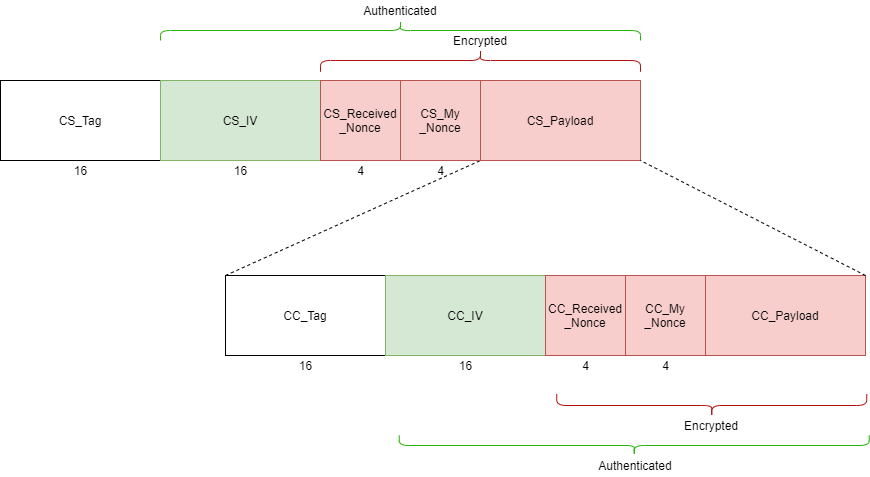 Authenticated
Encrypted
CS_Tag
CS_IV
CS_Received
_Nonce
CS_My
_Nonce
CS_Payload
16
16
4
4
CC_Tag
CC_IV
CC_Received
_Nonce
CC_My
_Nonce
CC_Payload
16
16
4
4
Encrypted
Authenticated